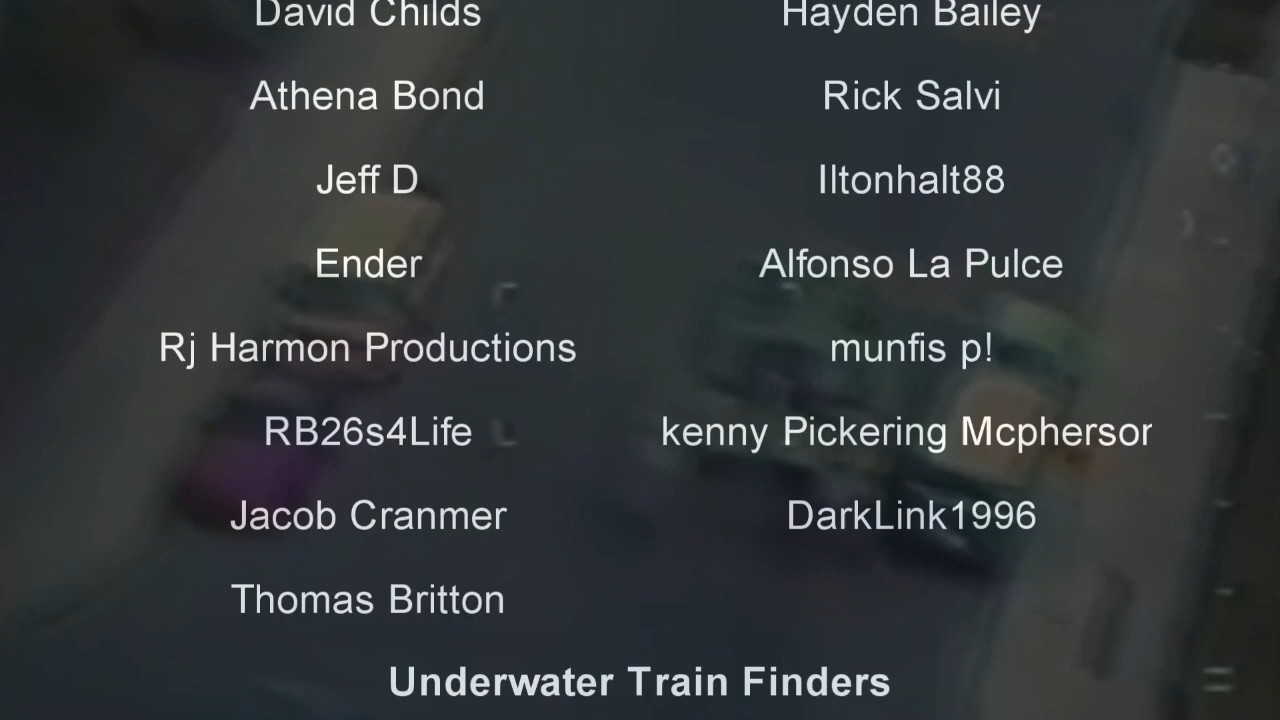 David Childs
Hayden Bailey
Athena Bond
Rick Salvi
Jeff D
Iltonhalt88
Ender
Alfonso La Pulce
Rj Harmon Productions
munfis p!
RB26s4Life
kenny Pickering Mcpherson
Jacob Cranmer
DarkLink1996
Thomas Britton
Underwater Train Finders